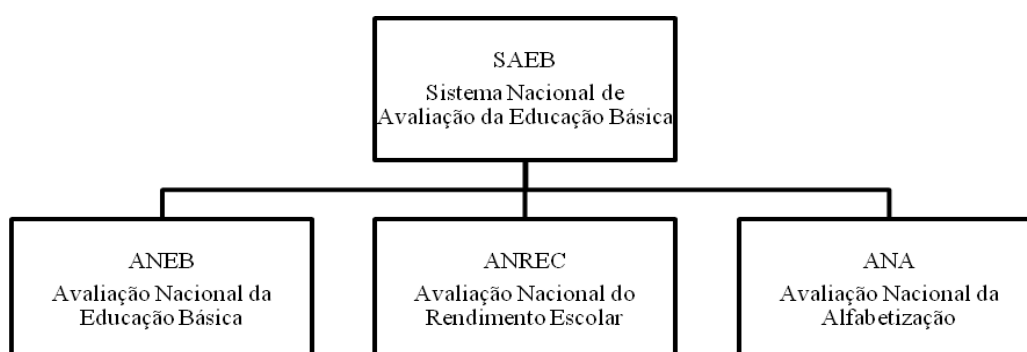 SAEB
Sistema Nacional de
Avaliação da Educação Básica
ANEB
Avaliação Nacional da
Educação Básica
ANREC
Avaliação Nacional do
Rendimento Escolar
ANA
Avaliação Nacional da
Alfabetização